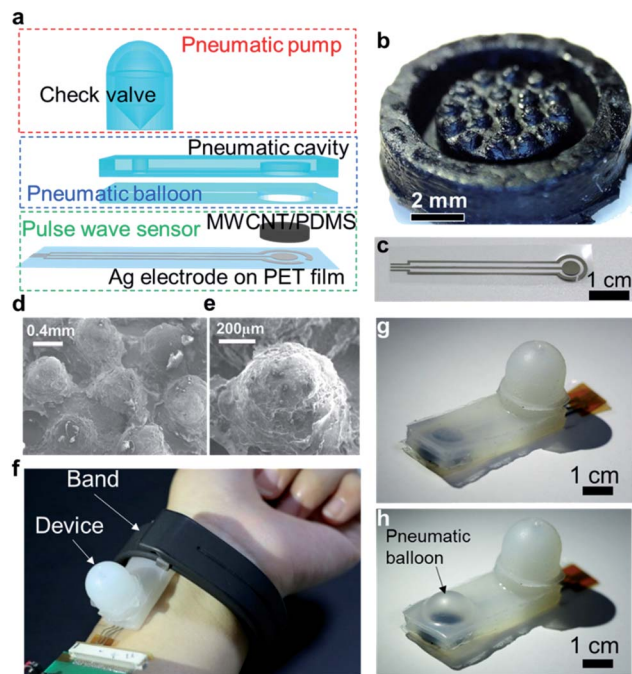 a
Pneumatic pump
Check valve
Pneumatic cavity
Pneumatic balloon
Pulse wave sensor
MWCNT/PDMS
Ag electrode on PET film
b
2 mm
c
1 cm
d
0.4mm
e
200μm
f
Band
Device
g
1 cm
h
Pneumatic
balloon
1 cm